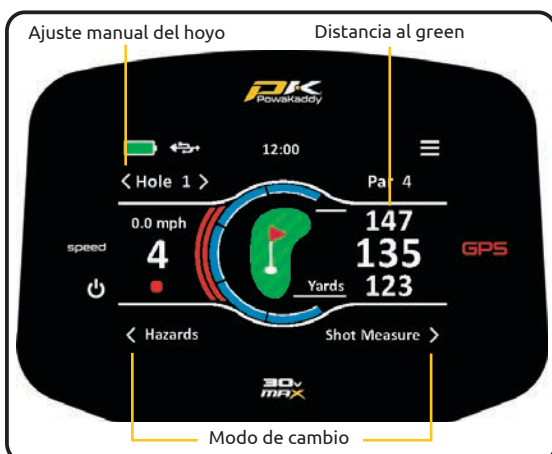 Ajuste manual del hoyo
Distancia al green
PK
PowaKaddy
12:00
< Hole 1 >
Par 4
0.0 mph
147
speed
4
135
GPS
Yards
123
< Hazards
Shot Measure >
30v
MAX
Modo de cambio